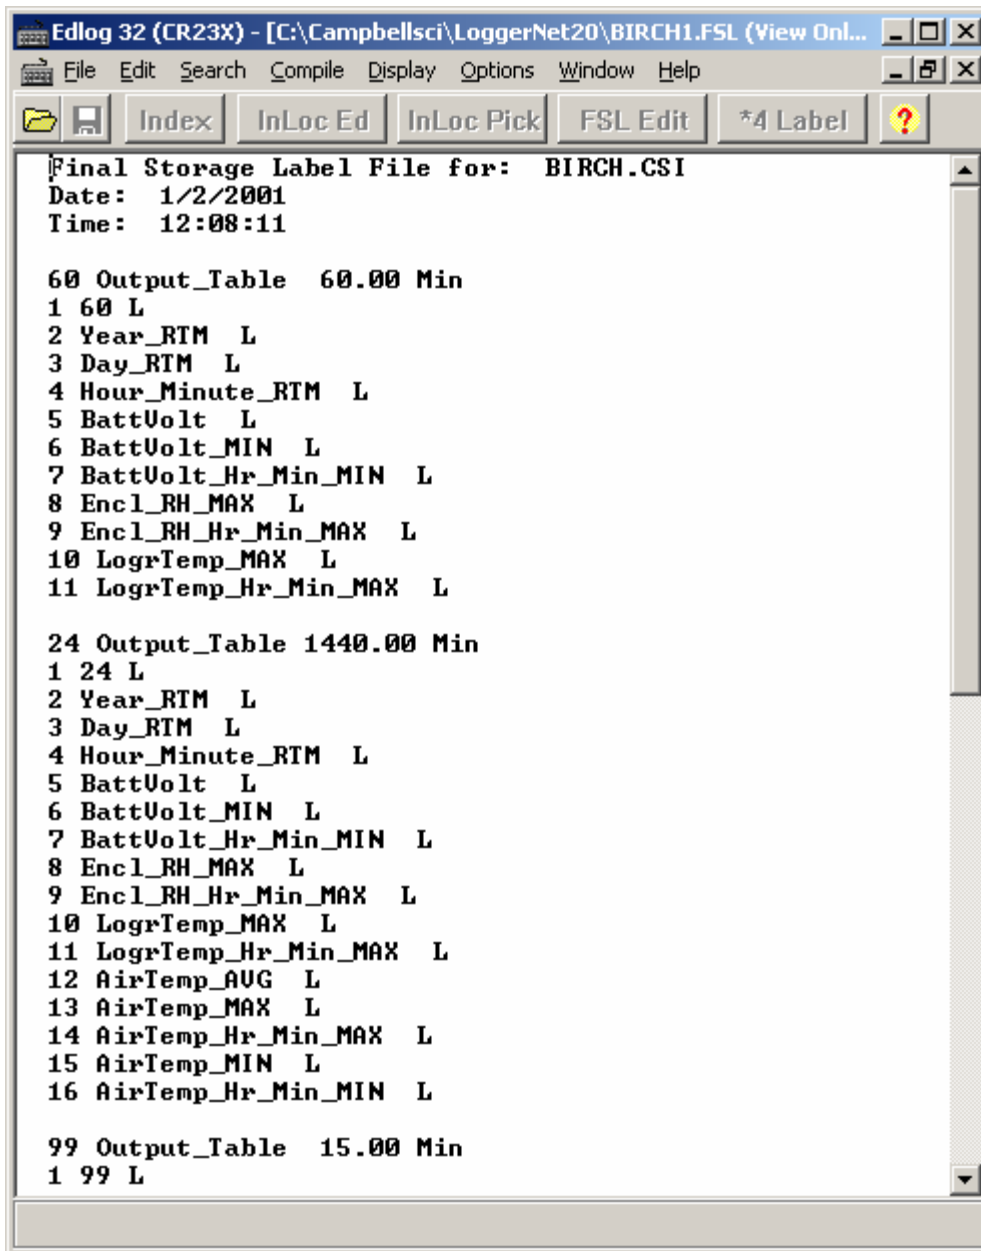 Edlog 32 (CR23X) - [C:\Campbellsci\LoggerNet20\BIRCH1.FSL (View Onl...
File Edit Search Compile Display Options Window Help
Index InLoc Ed InLoc Pick FSL Edit *4 Label ?
Final Storage Label File for: BIRCH.CSI
Date: 1/2/2001
Time: 12:08:11
60 Output_Table 60.00 Min
1 60 L
2 Year_RTM L
3 Day_RTM L
4 Hour_Minute_RTM L
5 BattVolt L
6 BattVolt_MIN L
7 BattVolt_Hr_Min_MIN L
8 Encl_RH_MAX L
9 Encl_RH_Hr_Min_MAX L
10 LogrTemp_MAX L
11 LogrTemp_Hr_Min_MAX L
24 Output_Table 1440.00 Min
1 24 L
2 Year_RTM L
3 Day_RTM L
4 Hour_Minute_RTM L
5 BattVolt L
6 BattVolt_MIN L
7 BattVolt_Hr_Min_MIN L
8 Encl_RH_MAX L
9 Encl_RH_Hr_Min_MAX L
10 LogrTemp_MAX L
11 LogrTemp_Hr_Min_MAX L
12 AirTemp_AVG L
13 AirTemp_MAX L
14 AirTemp_Hr_Min_MAX L
15 AirTemp_MIN L
16 AirTemp_Hr_Min_MIN L
99 Output_Table 15.00 Min
1 99 L